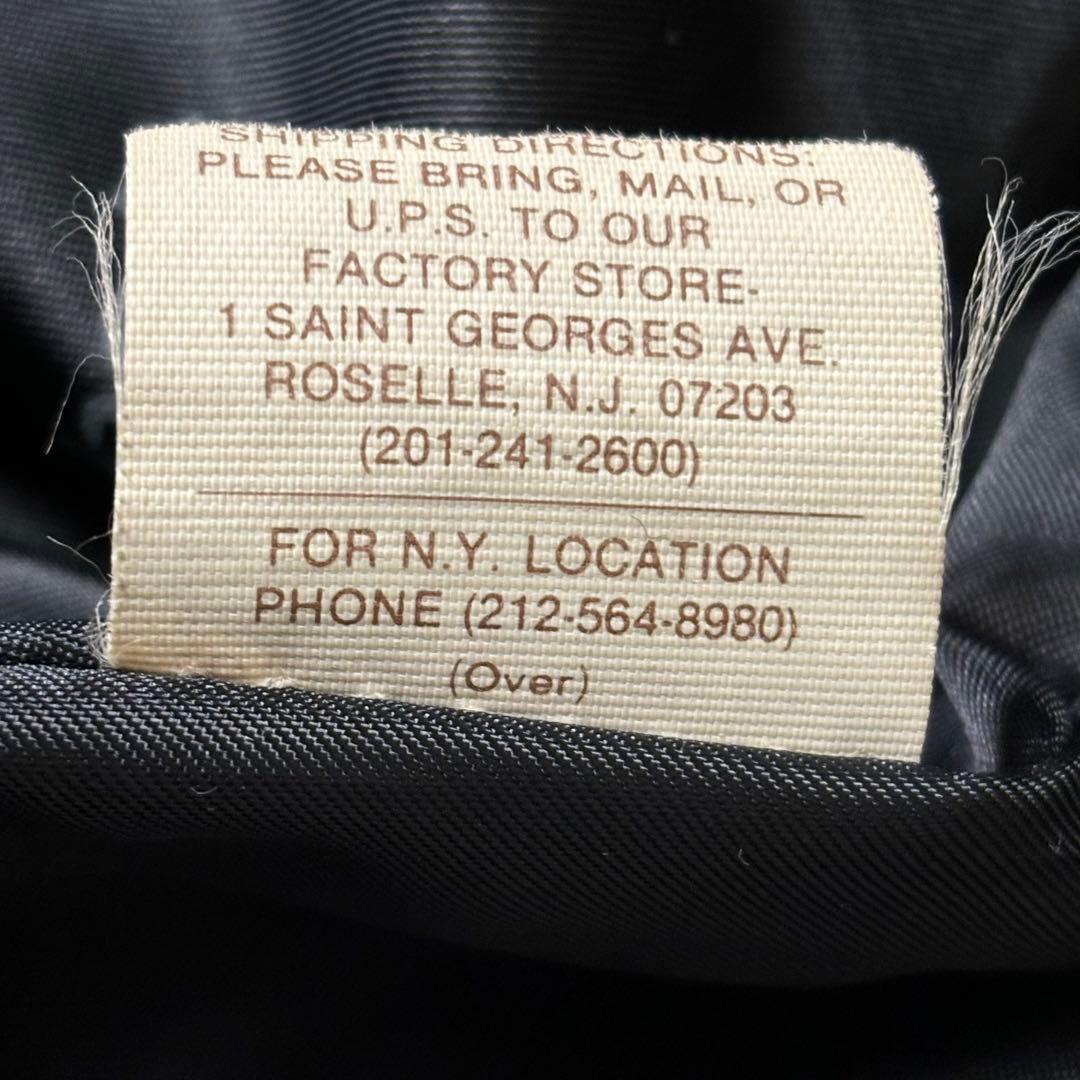 SHIPPING DIRECTIONS:
PLEASE BRING, MAIL, OR
U.P.S. TO OUR
FACTORY STORE-
1 SAINT GEORGES AVE.
ROSELLE, N.J. 07203
(201-241-2600)
FOR N.Y. LOCATION
PHONE (212-564-8980)
(Over)